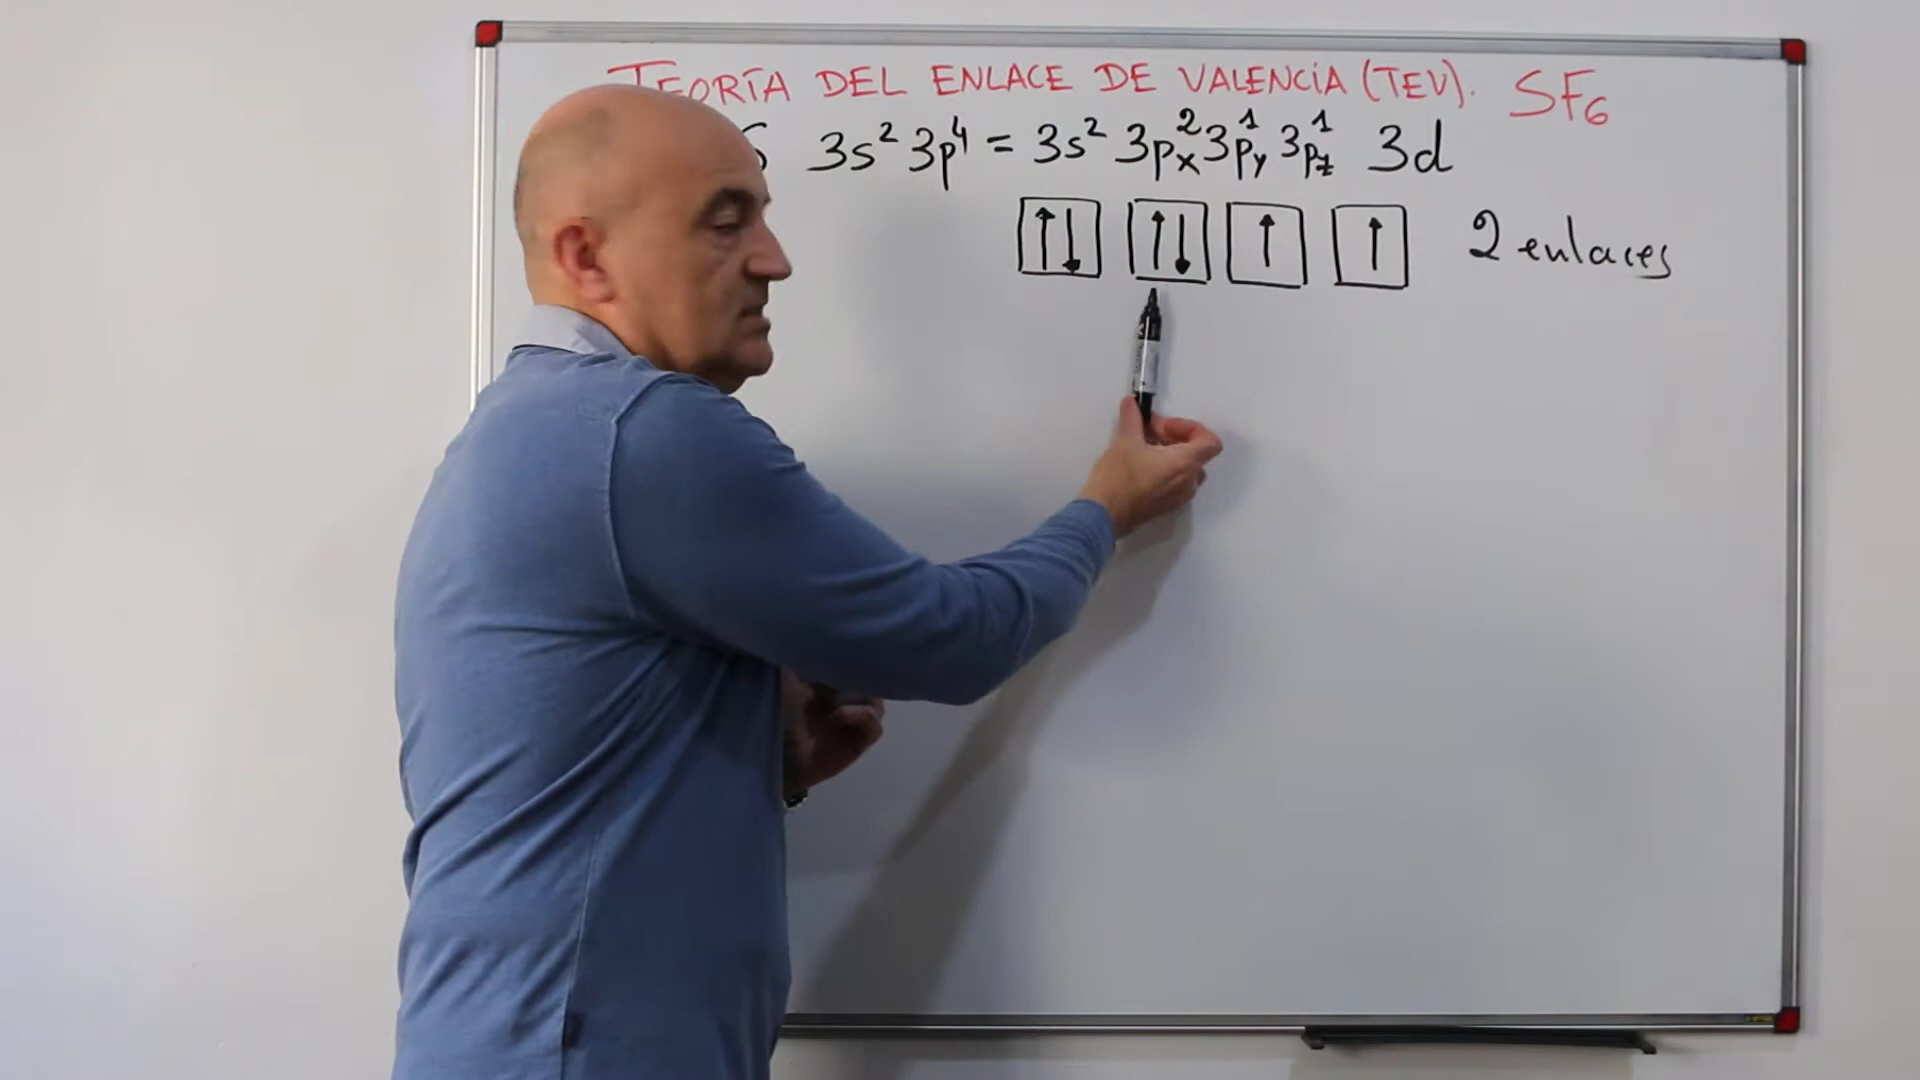 TEORÍA DEL ENLACE DE VALENCIA (TEV). SF6
S 3s² 3p⁴ = 3s² 3px² 3py¹ 3pz¹ 3d
↑↓ ↑↓ ↑ ↑ 2 enlaces